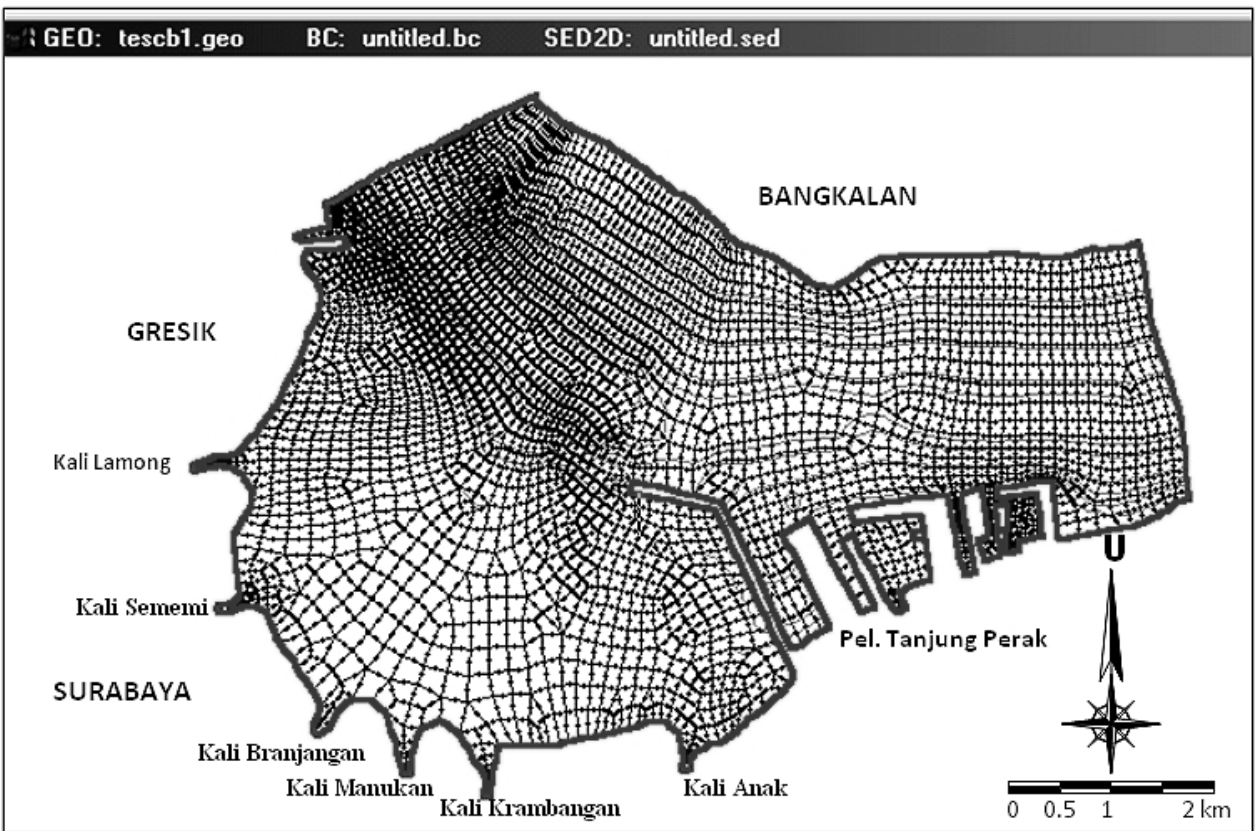 GEO: tescb1.geo BC: untitled.bc SED2D: untitled.sed
BANGKALAN
GRESIK
Kali Lamong
Kali Sememi
U
Pel. Tanjung Perak
SURABAYA
Kali Branjangan
Kali Manukan
Kali Anak
Kali Krambangan
0 0.5 1 2 km